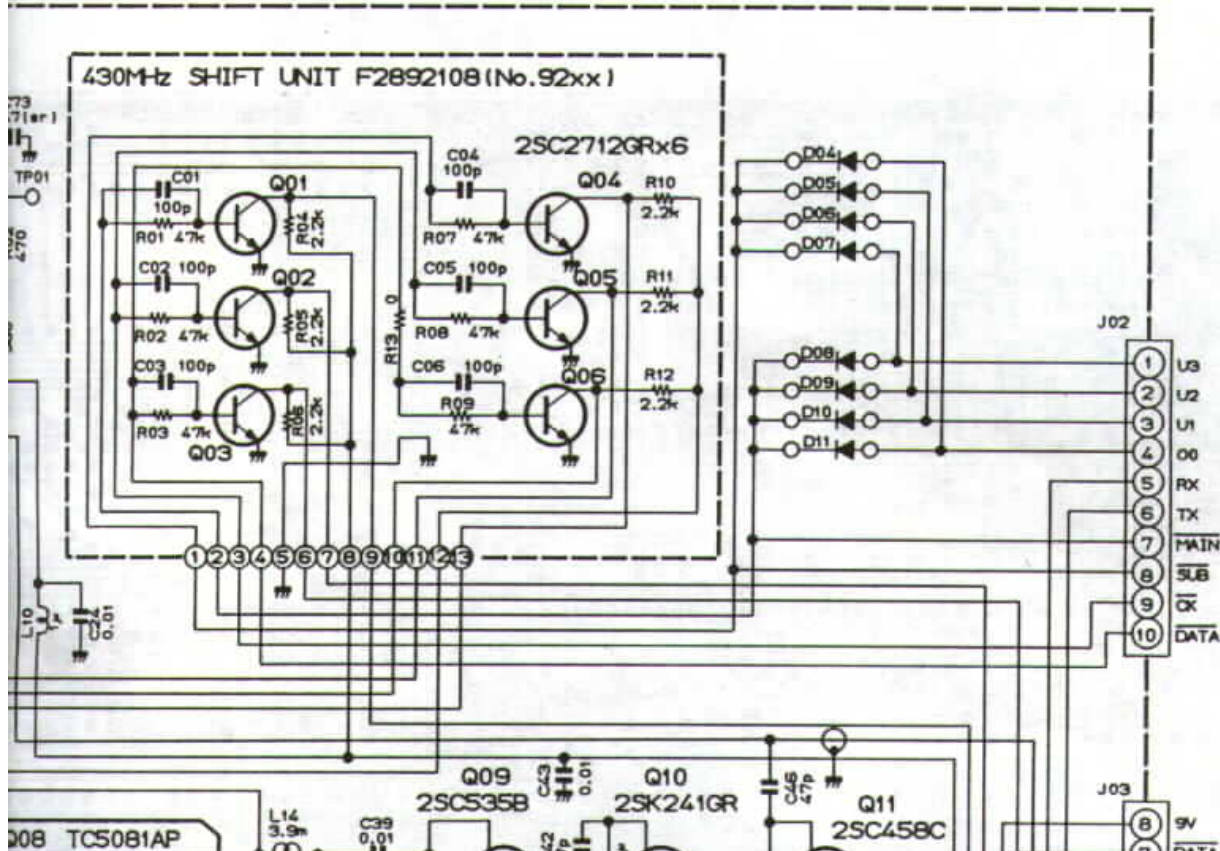 430MHz SHIFT UNIT F2892108(No.92xx)
2SC2712GRx6
TP01
470
C01
100p
R01 47k
Q01
R04
2.2k
C02 100p
R02 47k
Q02
R05
2.2k
C03 100p
R03 47k
Q03
R06
2.2k
R13 0
C04
100p
R07 47k
Q04
R10
2.2k
C05 100p
R08 47k
Q05
R11
2.2k
C06 100p
R09
47k
Q06
R12
2.2k
D04
D05
D06
D07
D08
D09
D10
D11
J02
1 U3
2 U2
3 U1
4 00
5 RX
6 TX
7 MAIN
8 SUB
9 CK
10 DATA
1 2 3 4 5 6 7 8 9 10 11 12 13
L10
C24
0.01
Q09
2SC535B
C43
0.01
Q10
2SK241GR
C46
47p
Q11
2SC458C
J03
8 9V
DATA
L14
3.9m
C39
0.01
Q08 TC5081AP